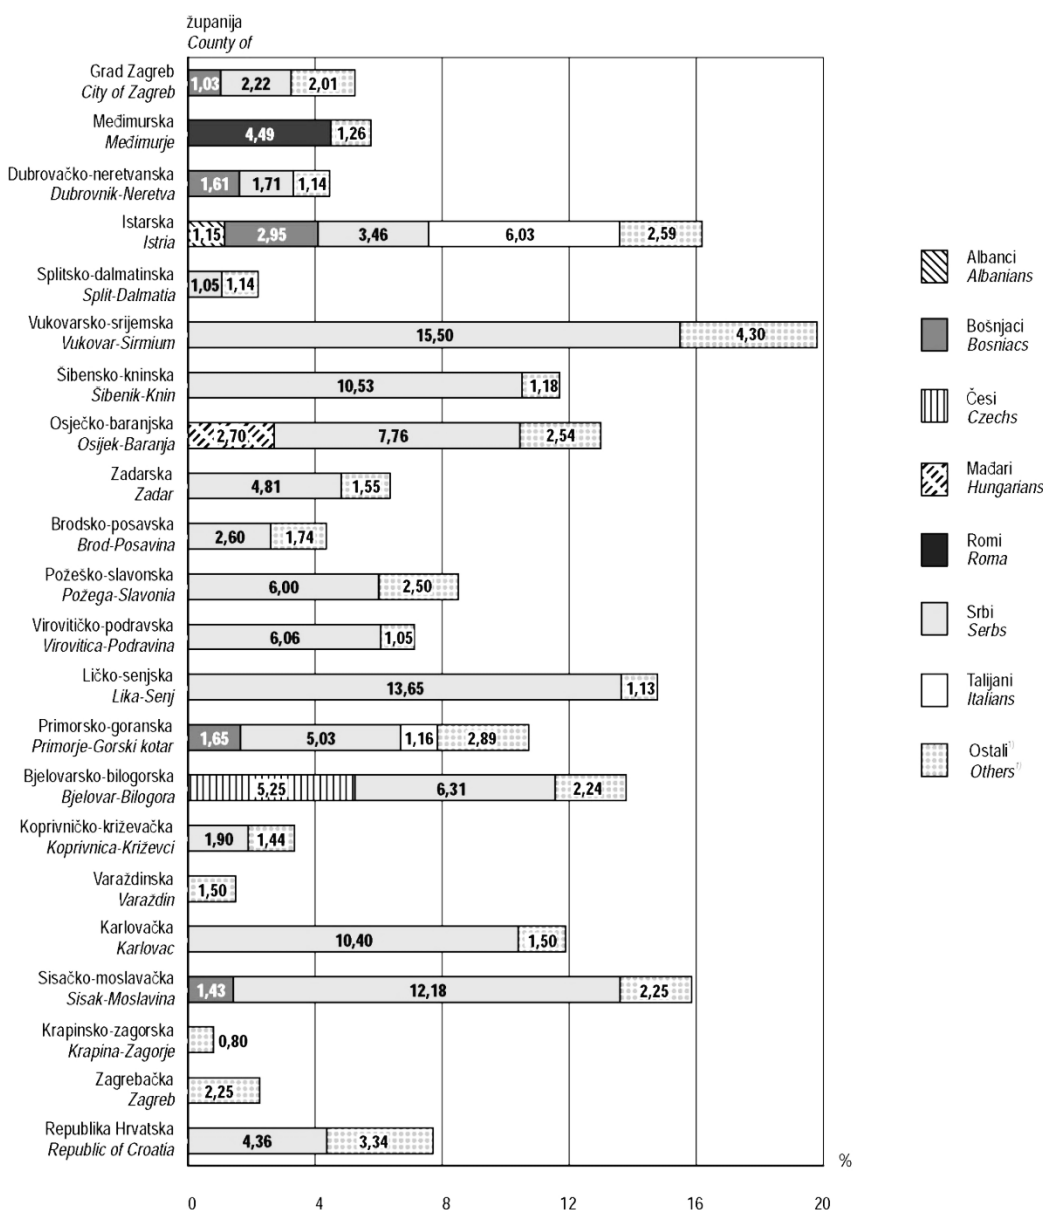 županija
County of
Grad Zagreb
City of Zagreb
1,03 2,22 2,01
Međimurska
Međimurje
4,49 1,26
Dubrovačko-neretvanska
Dubrovnik-Neretva
1,61 1,71 1,14
Istarska
Istria
1,15 2,95 3,46 6,03 2,59
Splitsko-dalmatinska
Split-Dalmatia
1,05 1,14
Vukovarsko-srijemska
Vukovar-Sirmium
15,50 4,30
Šibensko-kninska
Šibenik-Knin
10,53 1,18
Osječko-baranjska
Osijek-Baranja
2,70 7,76 2,54
Zadarska
Zadar
4,81 1,55
Brodsko-posavska
Brod-Posavina
2,60 1,74
Požeško-slavonska
Požega-Slavonia
6,00 2,50
Virovitičko-podravska
Virovitica-Podravina
6,06 1,05
Ličko-senjska
Lika-Senj
13,65 1,13
Primorsko-goranska
Primorje-Gorski kotar
1,65 5,03 1,16 2,89
Bjelovarsko-bilogorska
Bjelovar-Bilogora
5,25 6,31 2,24
Koprivničko-križevačka
Koprivnica-Križevci
1,90 1,44
Varaždinska
Varaždin
1,50
Karlovačka
Karlovac
10,40 1,50
Sisačko-moslavačka
Sisak-Moslavina
1,43 12,18 2,25
Krapinsko-zagorska
Krapina-Zagorje
0,80
Zagrebačka
Zagreb
2,25
Republika Hrvatska
Republic of Croatia
4,36 3,34
%
0 4 8 12 16 20
Albanci
Albanians
Bošnjaci
Bosniacs
Česi
Czechs
Mađari
Hungarians
Romi
Roma
Srbi
Serbs
Talijani
Italians
Ostali¹⁾
Others¹⁾